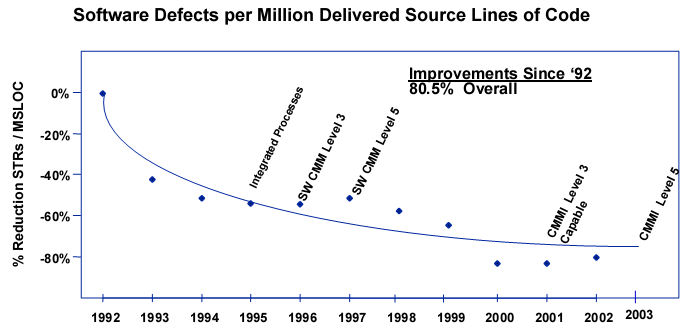 Software Defects per Million Delivered Source Lines of Code
Improvements Since ‘92
80.5% Overall
% Reduction STRs / MSLOC
0%
-20%
-40%
-60%
-80%
Integrated Processes
SW CMM Level 3
SW CMM Level 5
CMMI Level 3
Capable
CMMI Level 5
1992
1993
1994
1995
1996
1997
1998
1999
2000
2001
2002
2003